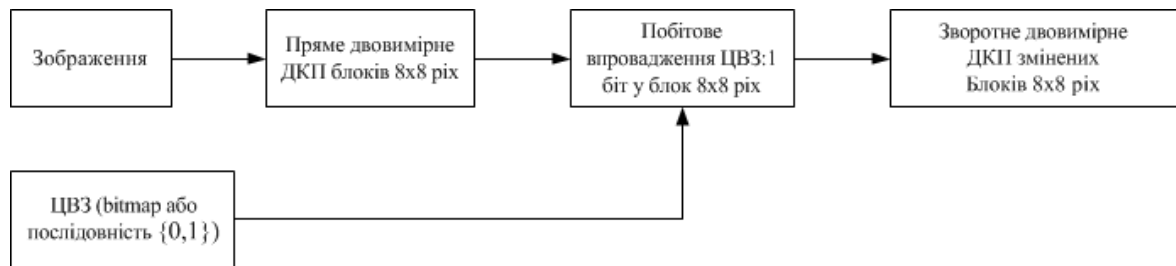 Зображення
Пряме двовимірне
ДКП блоків 8x8 pix
Побітове
впровадження ЦВЗ:1
біт у блок 8x8 pix
Зворотне двовимірне
ДКП змінених
Блоків 8x8 pix
ЦВЗ (bitmap або
послідовність {0,1})